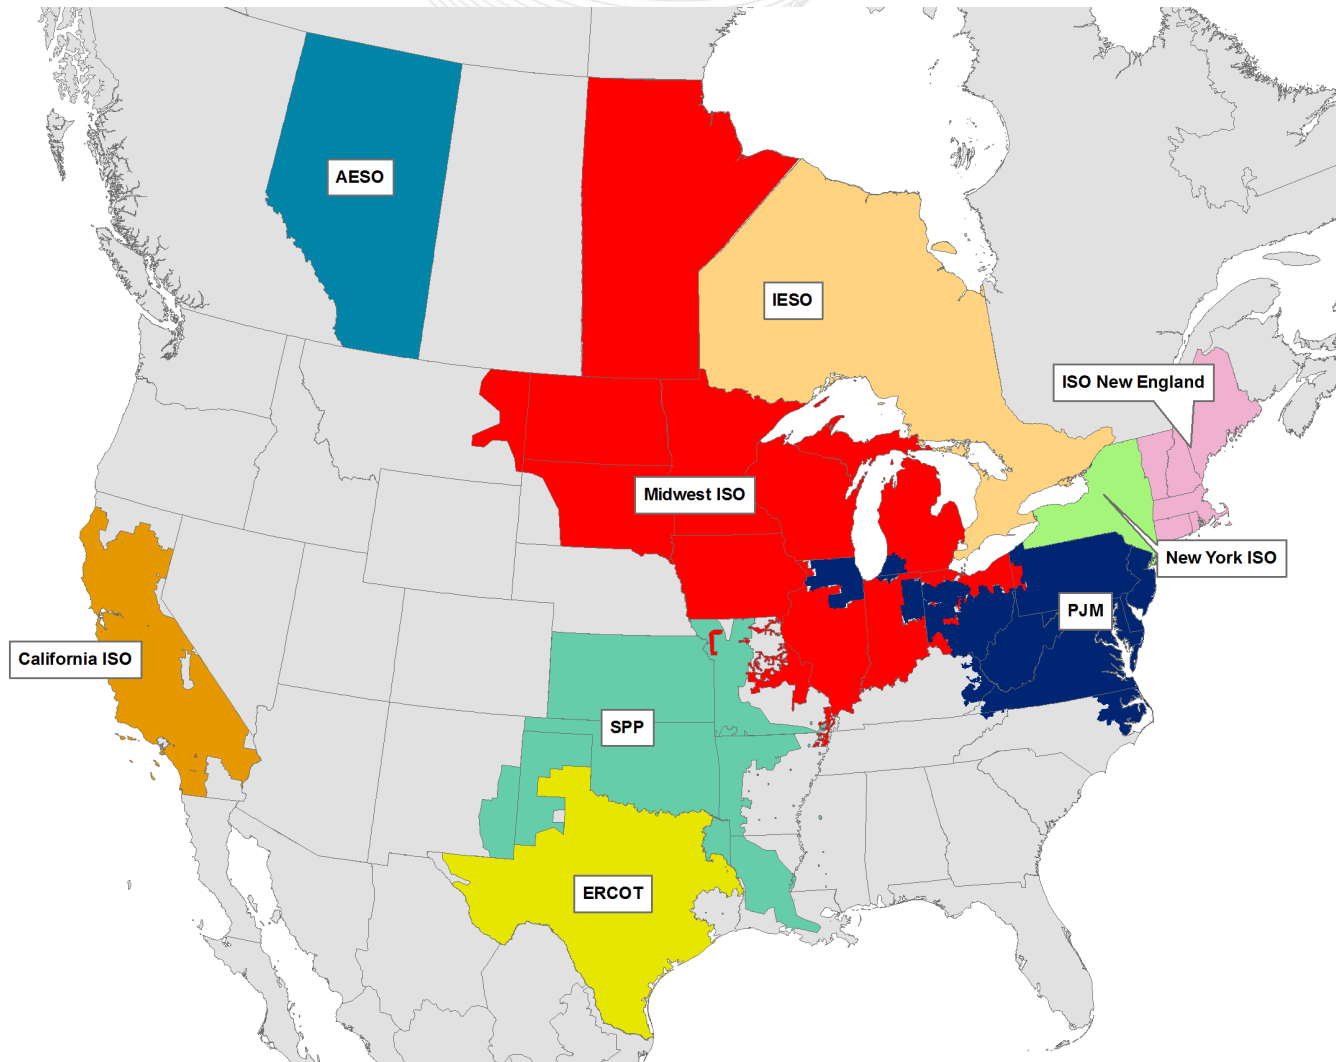 AESO
IESO
ISO New England
Midwest ISO
New York ISO
PJM
California ISO
SPP
ERCOT